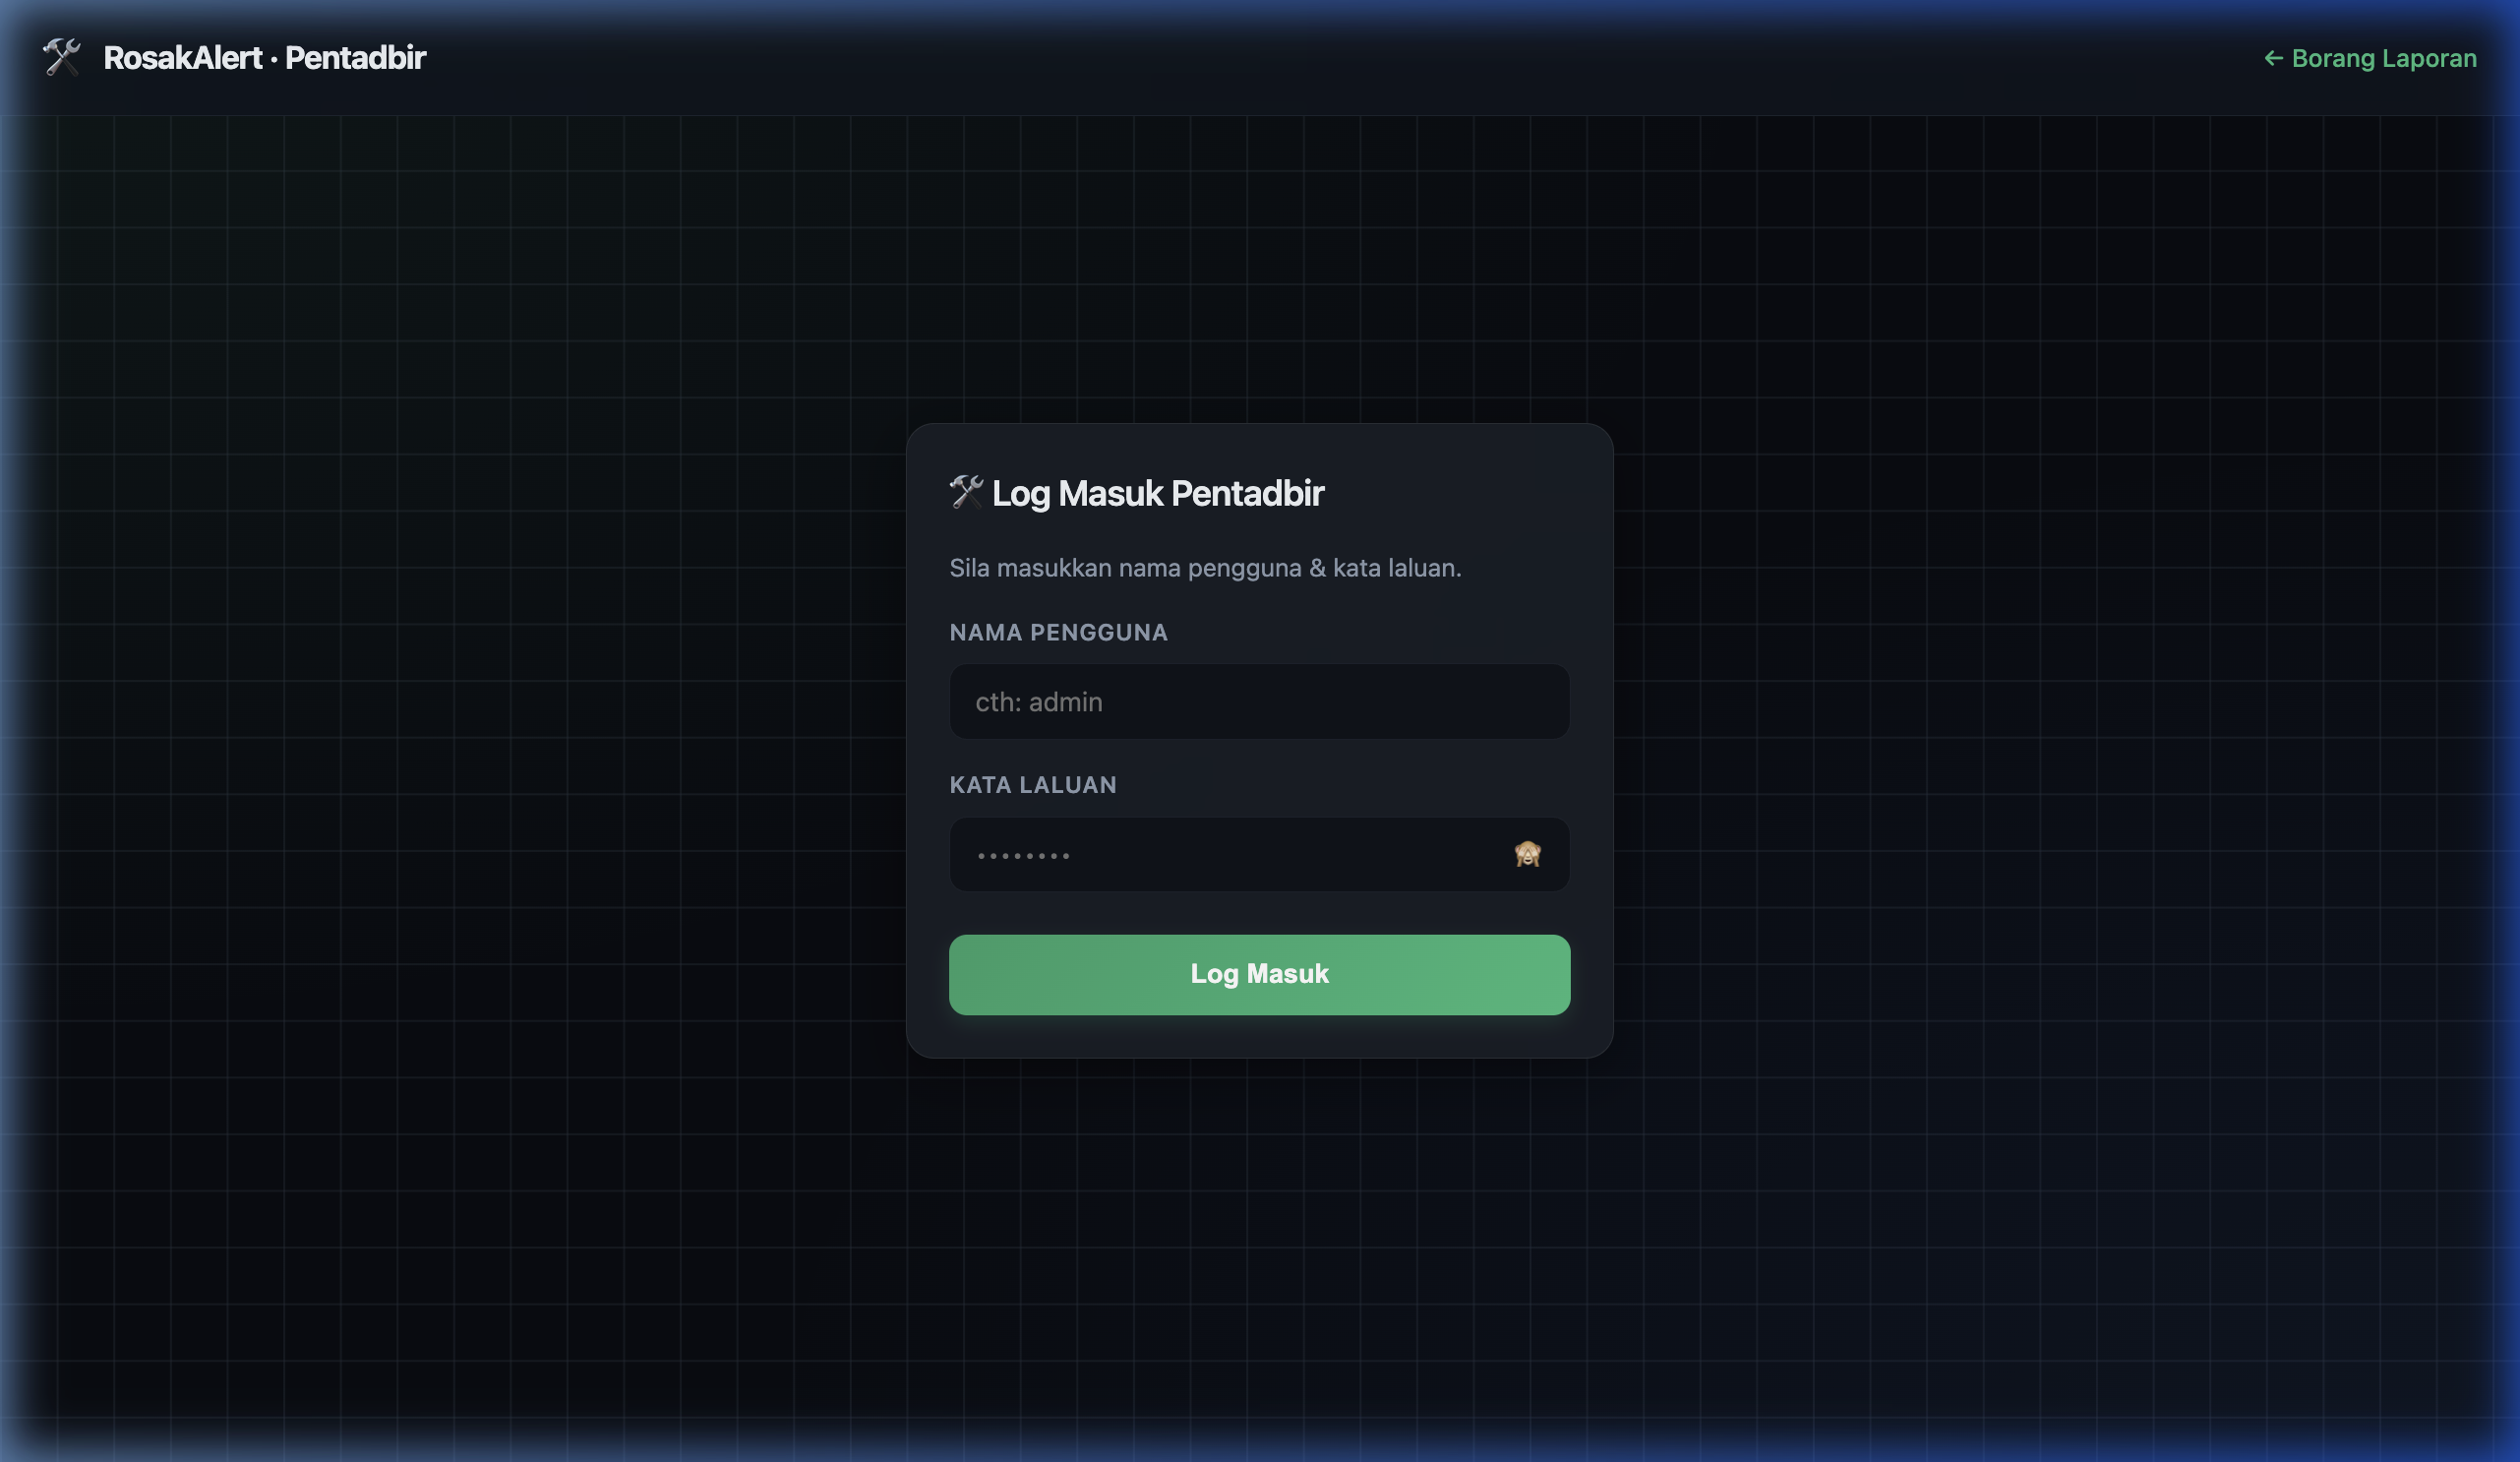 RosakAlert · Pentadbir
← Borang Laporan
Log Masuk Pentadbir
Sila masukkan nama pengguna & kata laluan.
NAMA PENGGUNA
cth: admin
KATA LALUAN
••••••••
Log Masuk